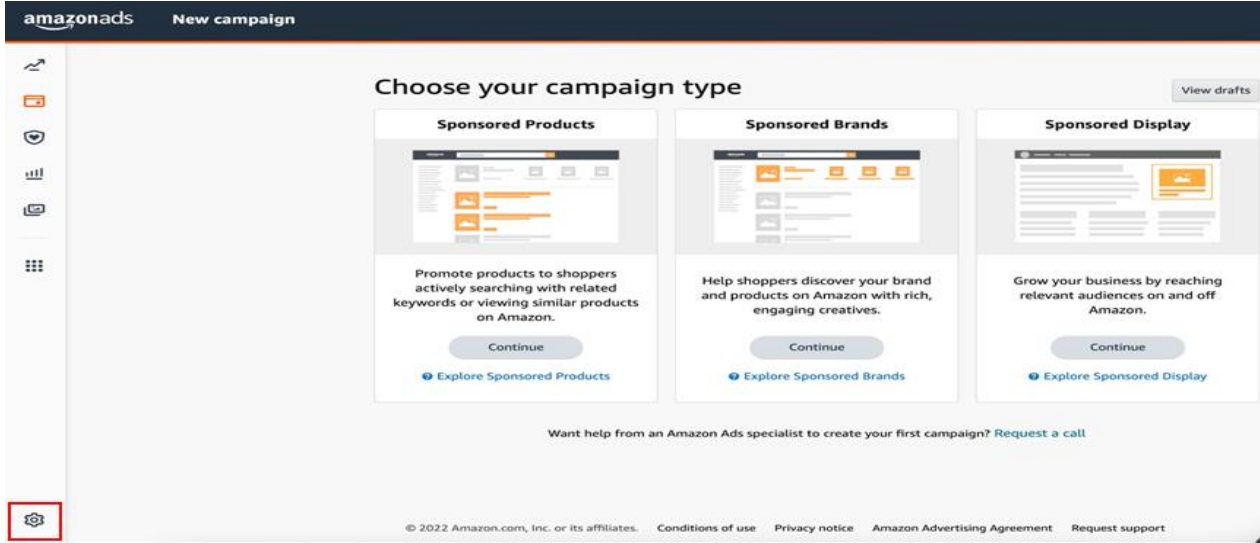 amazonads New campaign
Choose your campaign type
View drafts
Sponsored Products
Promote products to shoppers
actively searching with related
keywords or viewing similar products
on Amazon.
Continue
Explore Sponsored Products
Sponsored Brands
Help shoppers discover your brand
and products on Amazon with rich,
engaging creatives.
Continue
Explore Sponsored Brands
Sponsored Display
Grow your business by reaching
relevant audiences on and off
Amazon.
Continue
Explore Sponsored Display
Want help from an Amazon Ads specialist to create your first campaign? Request a call
© 2022 Amazon.com, Inc. or its affiliates. Conditions of use Privacy notice Amazon Advertising Agreement Request support